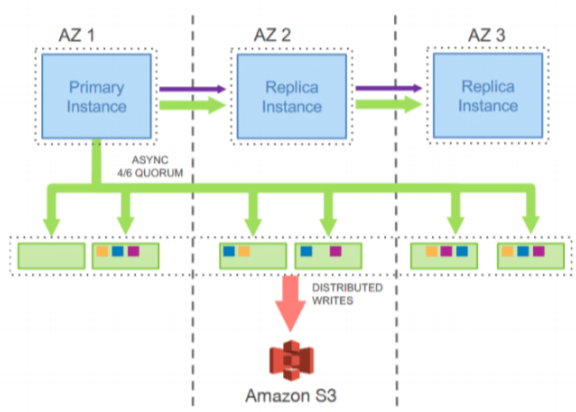 AZ 1
AZ 2
AZ 3
Primary
Instance
Replica
Instance
Replica
Instance
ASYNC
4/6 QUORUM
DISTRIBUTED
WRITES
Amazon S3